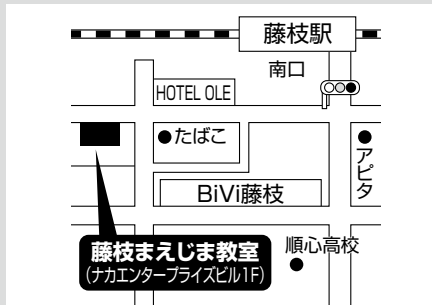 藤枝駅
南口
HOTEL OLE
たばこ
アピタ
BiVi藤枝
順心高校
藤枝まえじま教室
(ナカエンタープライズビル1F)